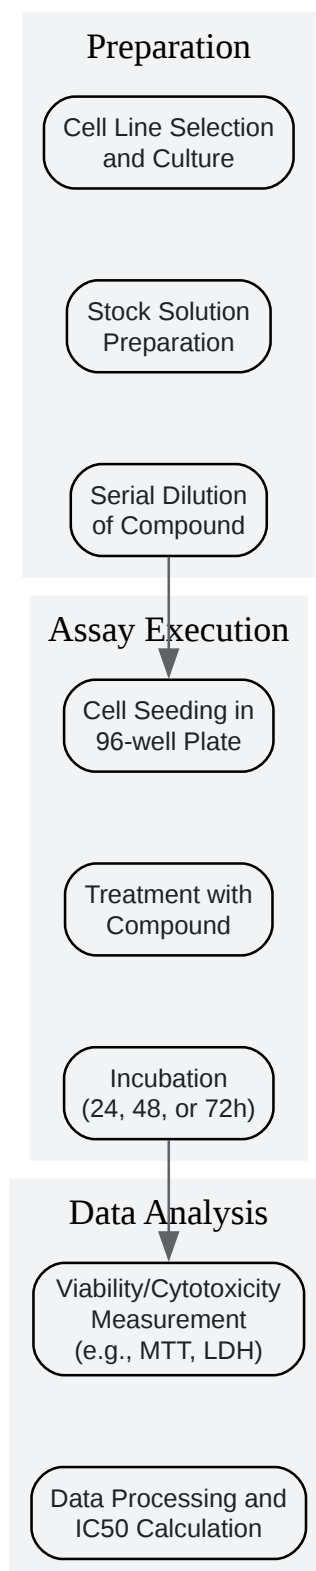 Preparation
Cell Line Selection
and Culture
Stock Solution
Preparation
Serial Dilution
of Compound
Assay Execution
Cell Seeding in
96-well Plate
Treatment with
Compound
Incubation
(24, 48, or 72h)
Data Analysis
Viability/Cytotoxicity
Measurement
(e.g., MTT, LDH)
Data Processing and
IC50 Calculation